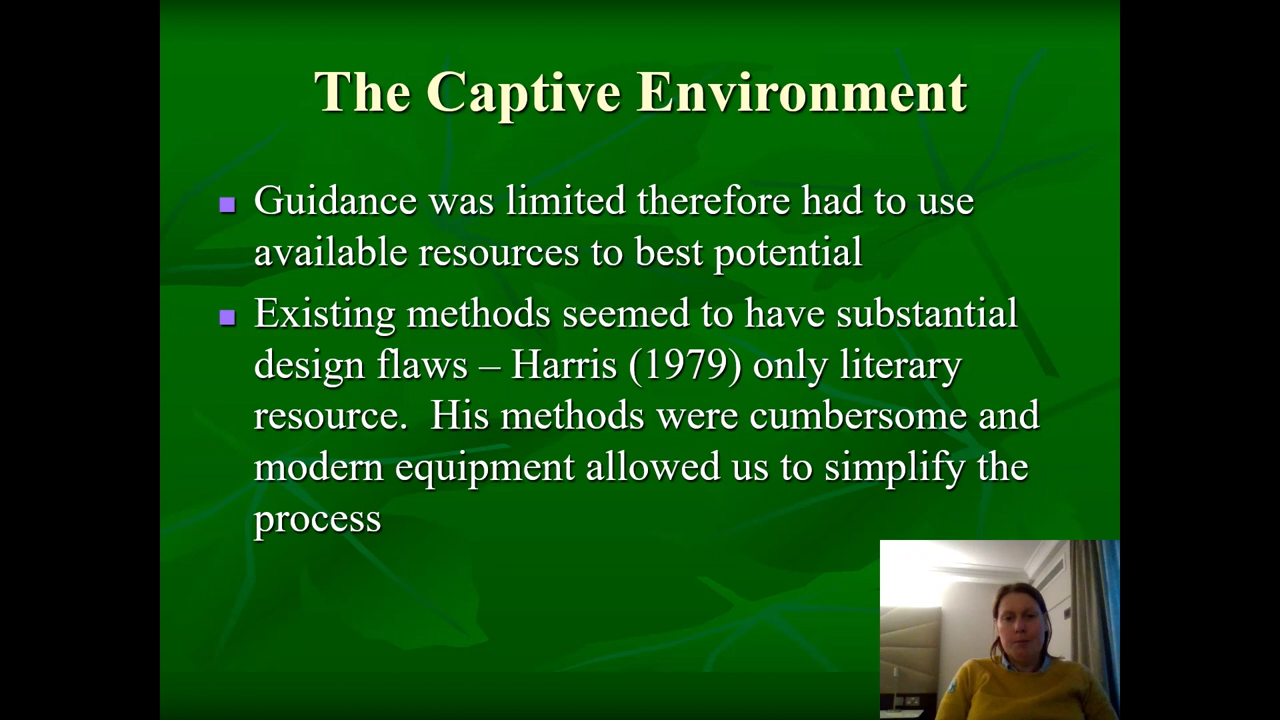 The Captive Environment
Guidance was limited therefore had to use
available resources to best potential
Existing methods seemed to have substantial
design flaws – Harris (1979) only literary
resource.  His methods were cumbersome and
modern equipment allowed us to simplify the
process